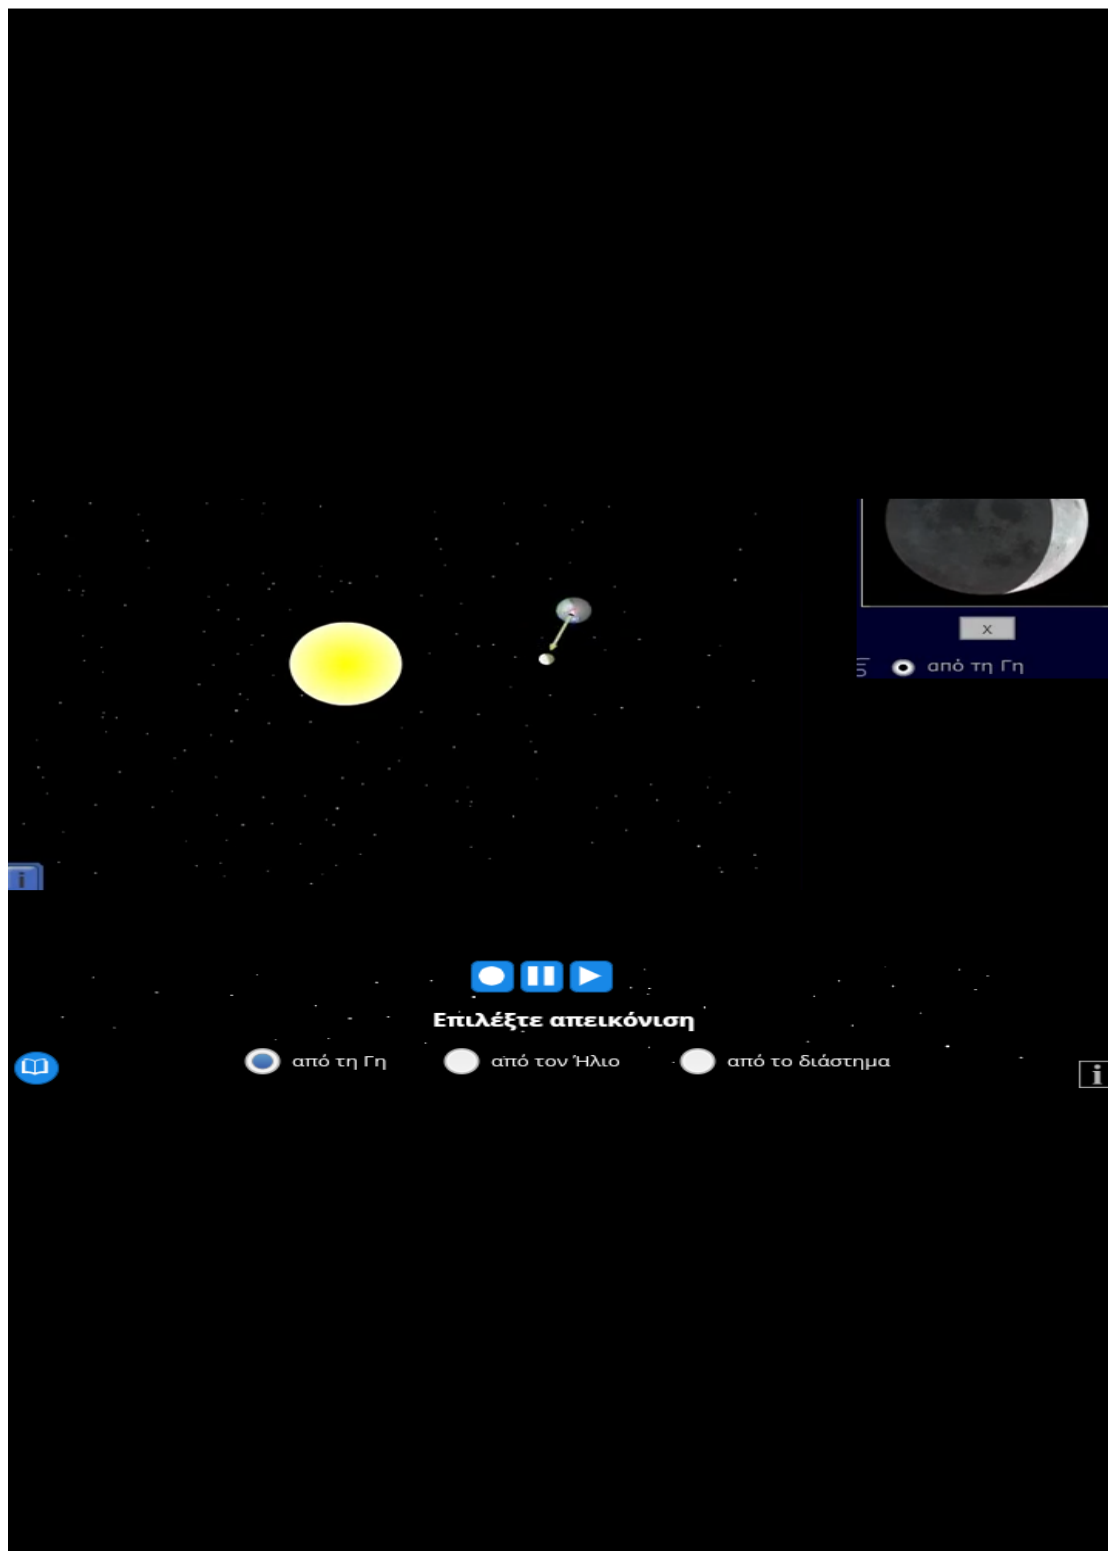 x
από τη Γη
i
Επιλέξτε απεικόνιση
από τη Γη
από τον Ήλιο
από το διάστημα
i